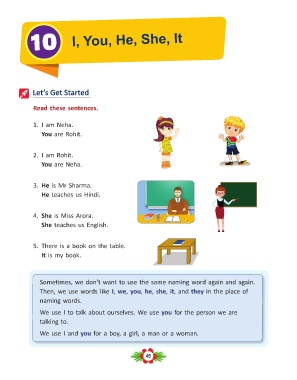 10
I, You, He, She, It
Let's Get Started
Read these sentences.
1. I am Neha.
You are Rohit.
2. I am Rohit.
You are Neha.
3. He is Mr Sharma.
He teaches us Hindi.
4. She is Miss Arora.
She teaches us English.
5. There is a book on the table.
It is my book.
Sometimes, we don't want to use the same naming word again and again.
Then, we use words like I, we, you, he, she, it, and they in the place of
naming words.
We use I to talk about ourselves. We use you for the person we are
talking to.
We use I and you for a boy, a girl, a man or a woman.
46